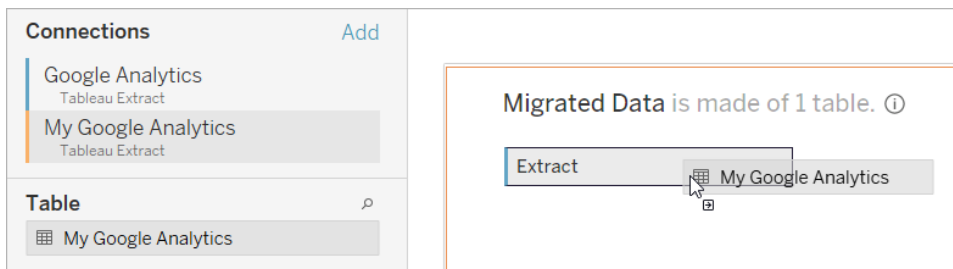 Connections Add
Google Analytics
Tableau Extract
My Google Analytics
Tableau Extract
Table
My Google Analytics
Migrated Data is made of 1 table.
Extract
My Google Analytics